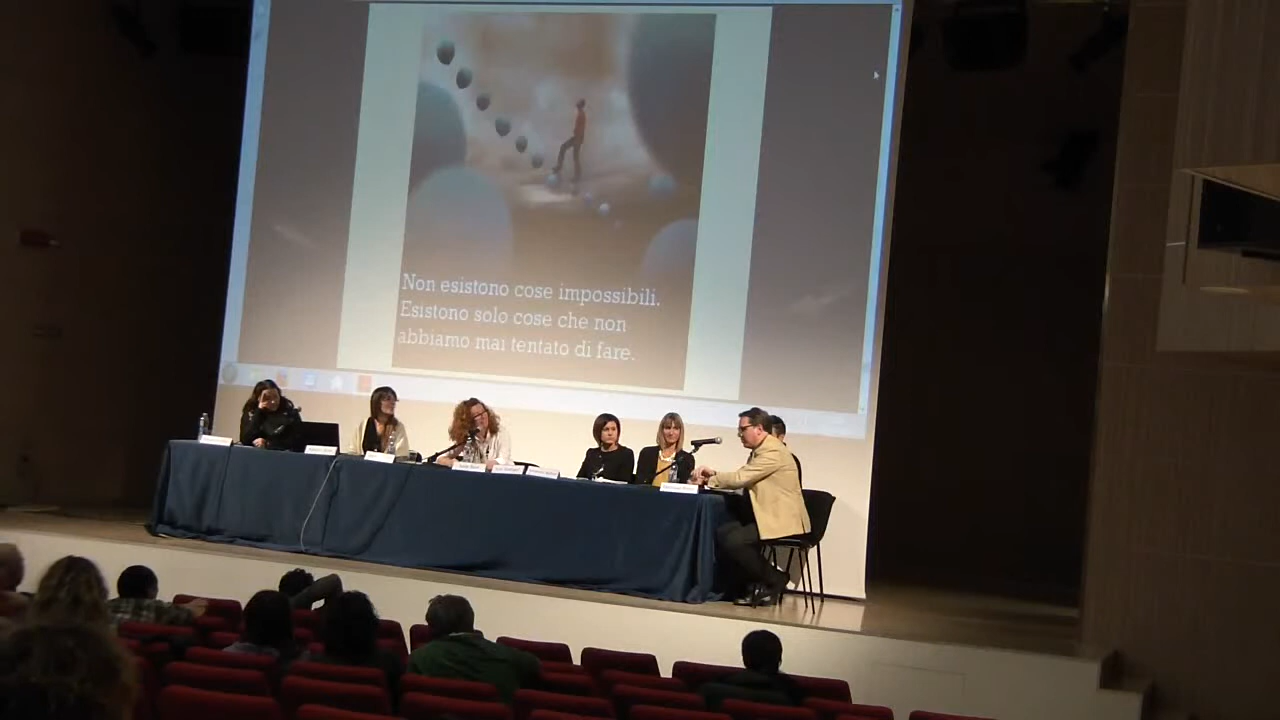 Non esistono cose impossibili.
Esistono solo cose che non
abbiamo mai tentato di fare.